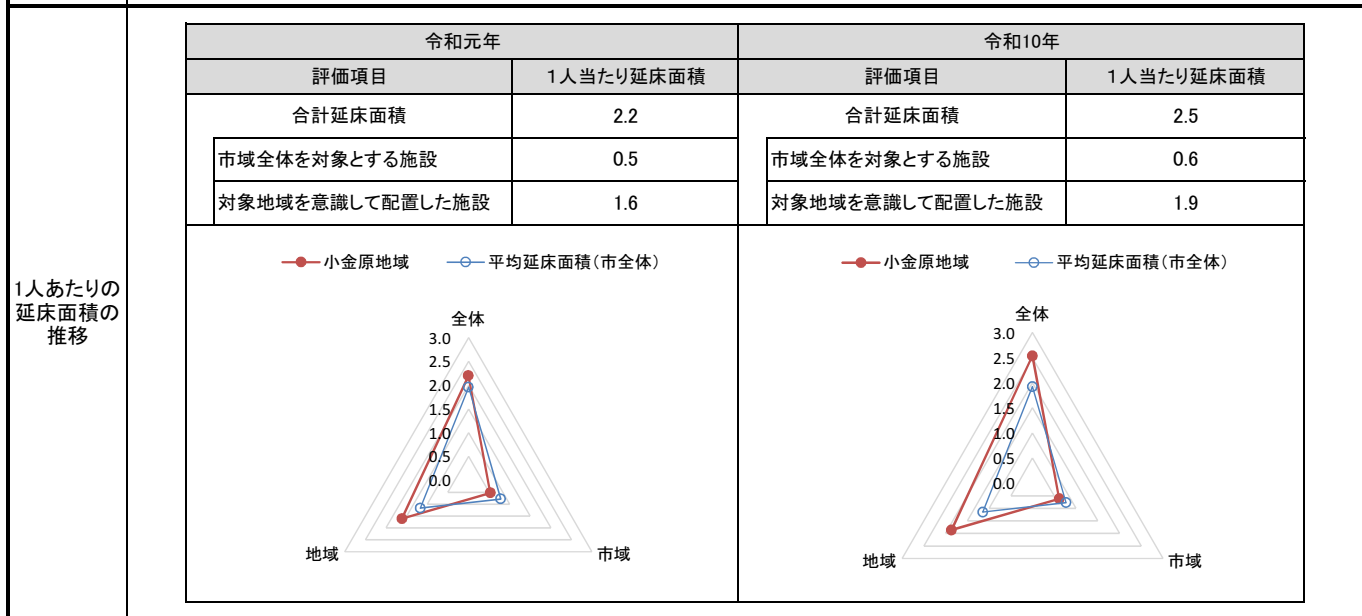 1人あたりの
延床面積の
推移
令和元年
評価項目 1人当たり延床面積
合計延床面積 2.2
市域全体を対象とする施設 0.5
対象地域を意識して配置した施設 1.6
令和10年
評価項目 1人当たり延床面積
合計延床面積 2.5
市域全体を対象とする施設 0.6
対象地域を意識して配置した施設 1.9
小金原地域 平均延床面積(市全体)
全体
3.0
2.5
2.0
1.5
1.0
0.5
0.0
地域 市域
小金原地域 平均延床面積(市全体)
全体
3.0
2.5
2.0
1.5
1.0
0.5
0.0
地域 市域